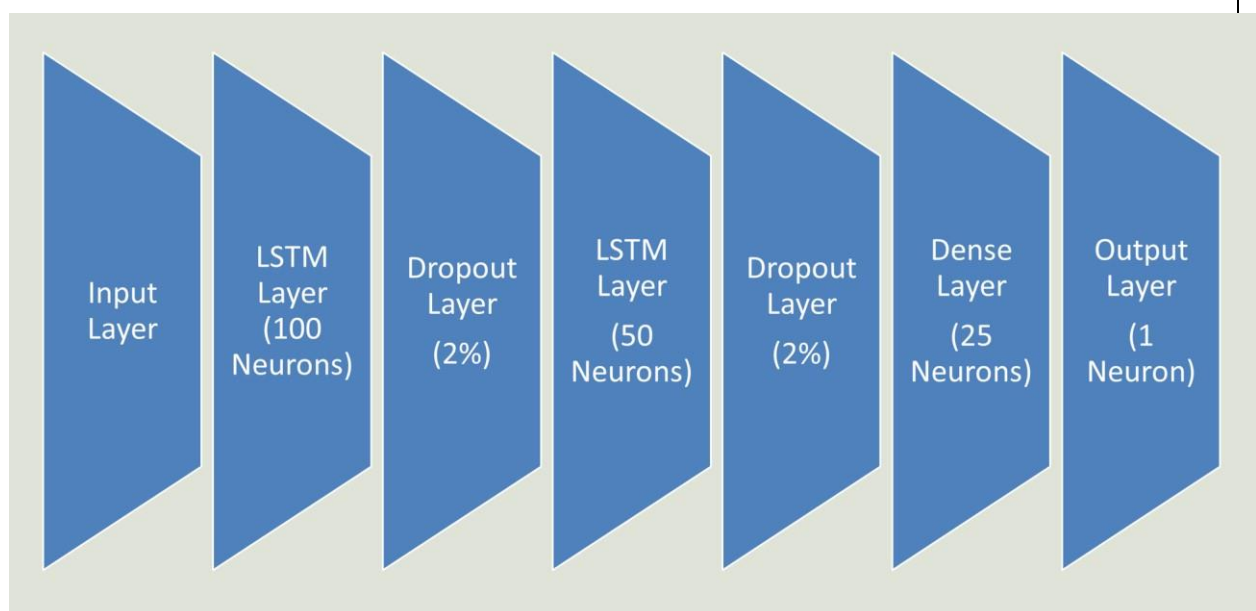 Input
Layer
LSTM
Layer
(100
Neurons)
Dropout
Layer
(2%)
LSTM
Layer
(50
Neurons)
Dropout
Layer
(2%)
Dense
Layer
(25
Neurons)
Output
Layer
(1
Neuron)